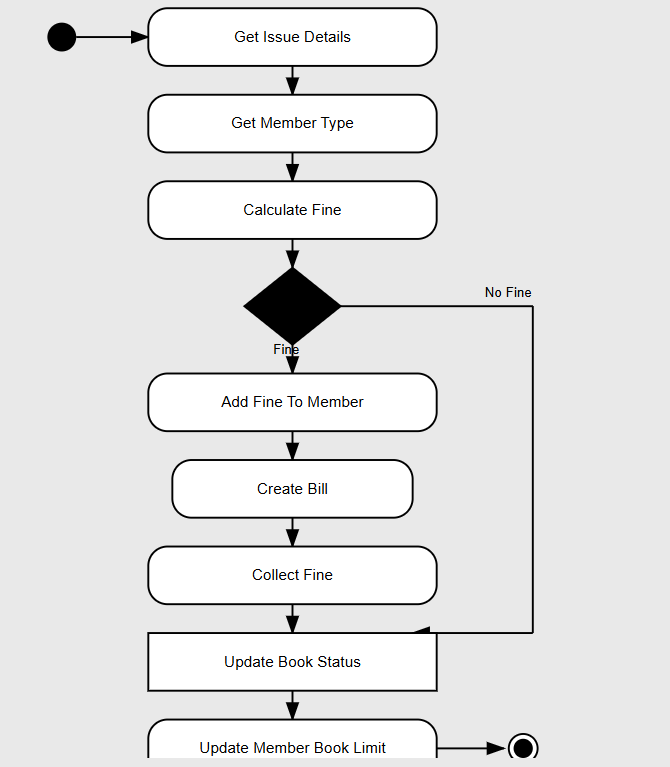 Get Issue Details
Get Member Type
Calculate Fine
No Fine
Fine
Add Fine To Member
Create Bill
Collect Fine
Update Book Status
Update Member Book Limit